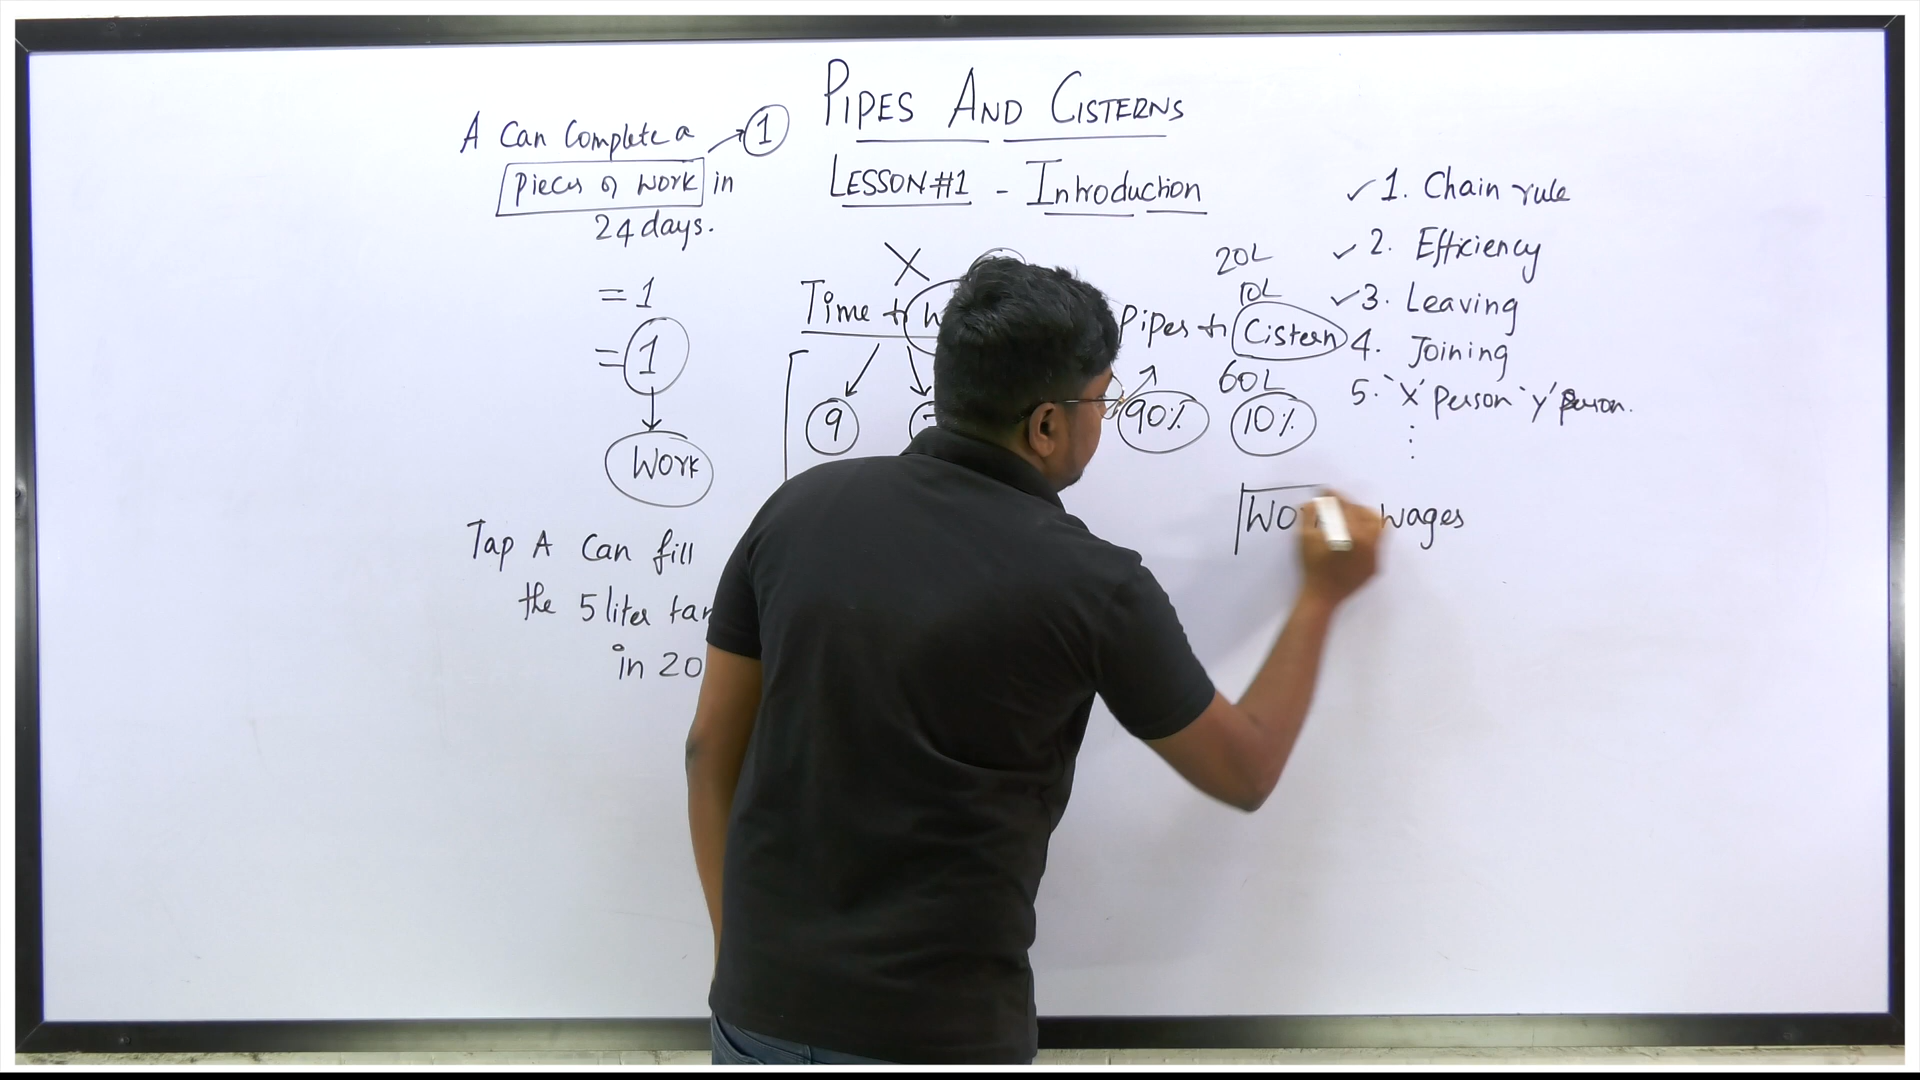 PIPES AND CISTERNS
LESSON #1 - Introduction
A Can Complete a → 1
pieces of work in
24 days.
= 1
= 1
Work
Tap A Can fill
the 5 liter
in 20
X
Time
9
Pipes & Cistern
20L
10L
60L
90%
10%
✓ 1. Chain rule
✓ 2. Efficiency
✓ 3. Leaving
4. Joining
5. 'X' person 'y' person.
wages